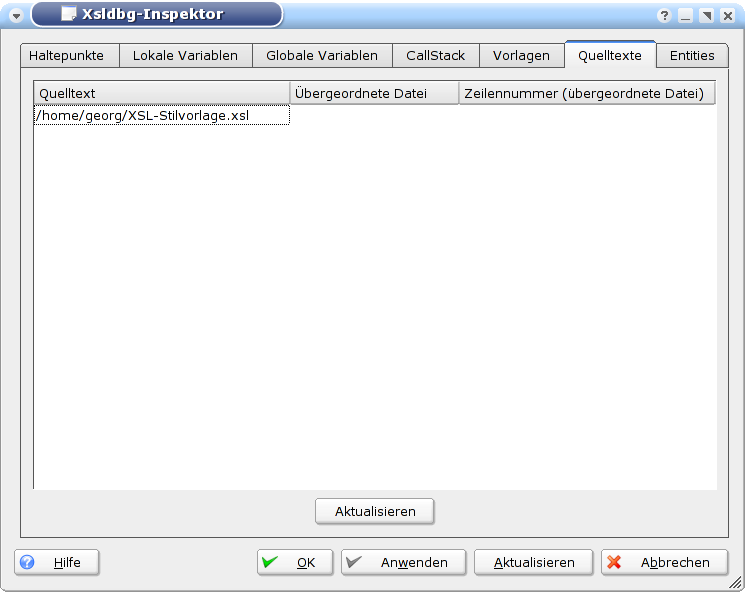 Xsldbg-Inspektor
?
Haltepunkte Lokale Variablen Globale Variablen CallStack Vorlagen Quelltexte Entities
Quelltext Übergeordnete Datei Zeilennummer (übergeordnete Datei)
/home/georg/XSL-Stilvorlage.xsl
Aktualisieren
? Hilfe OK Anwenden Aktualisieren Abbrechen